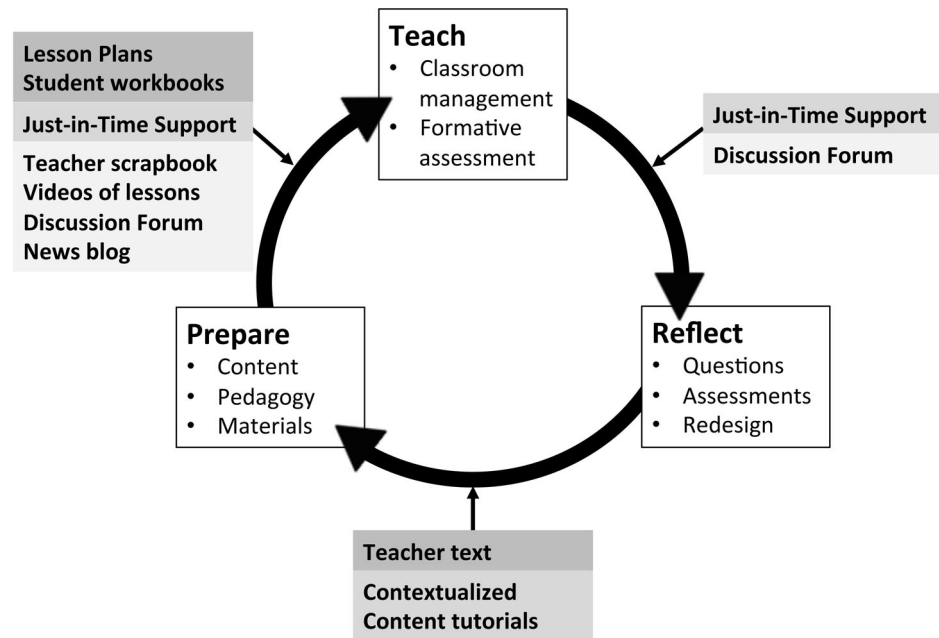 Teach
• Classroom
management
• Formative
assessment
Lesson Plans
Student workbooks
Just-in-Time Support
Teacher scrapbook
Videos of lessons
Discussion Forum
News blog
Just-in-Time Support
Discussion Forum
Prepare
• Content
• Pedagogy
• Materials
Reflect
• Questions
• Assessments
• Redesign
Teacher text
Contextualized
Content tutorials